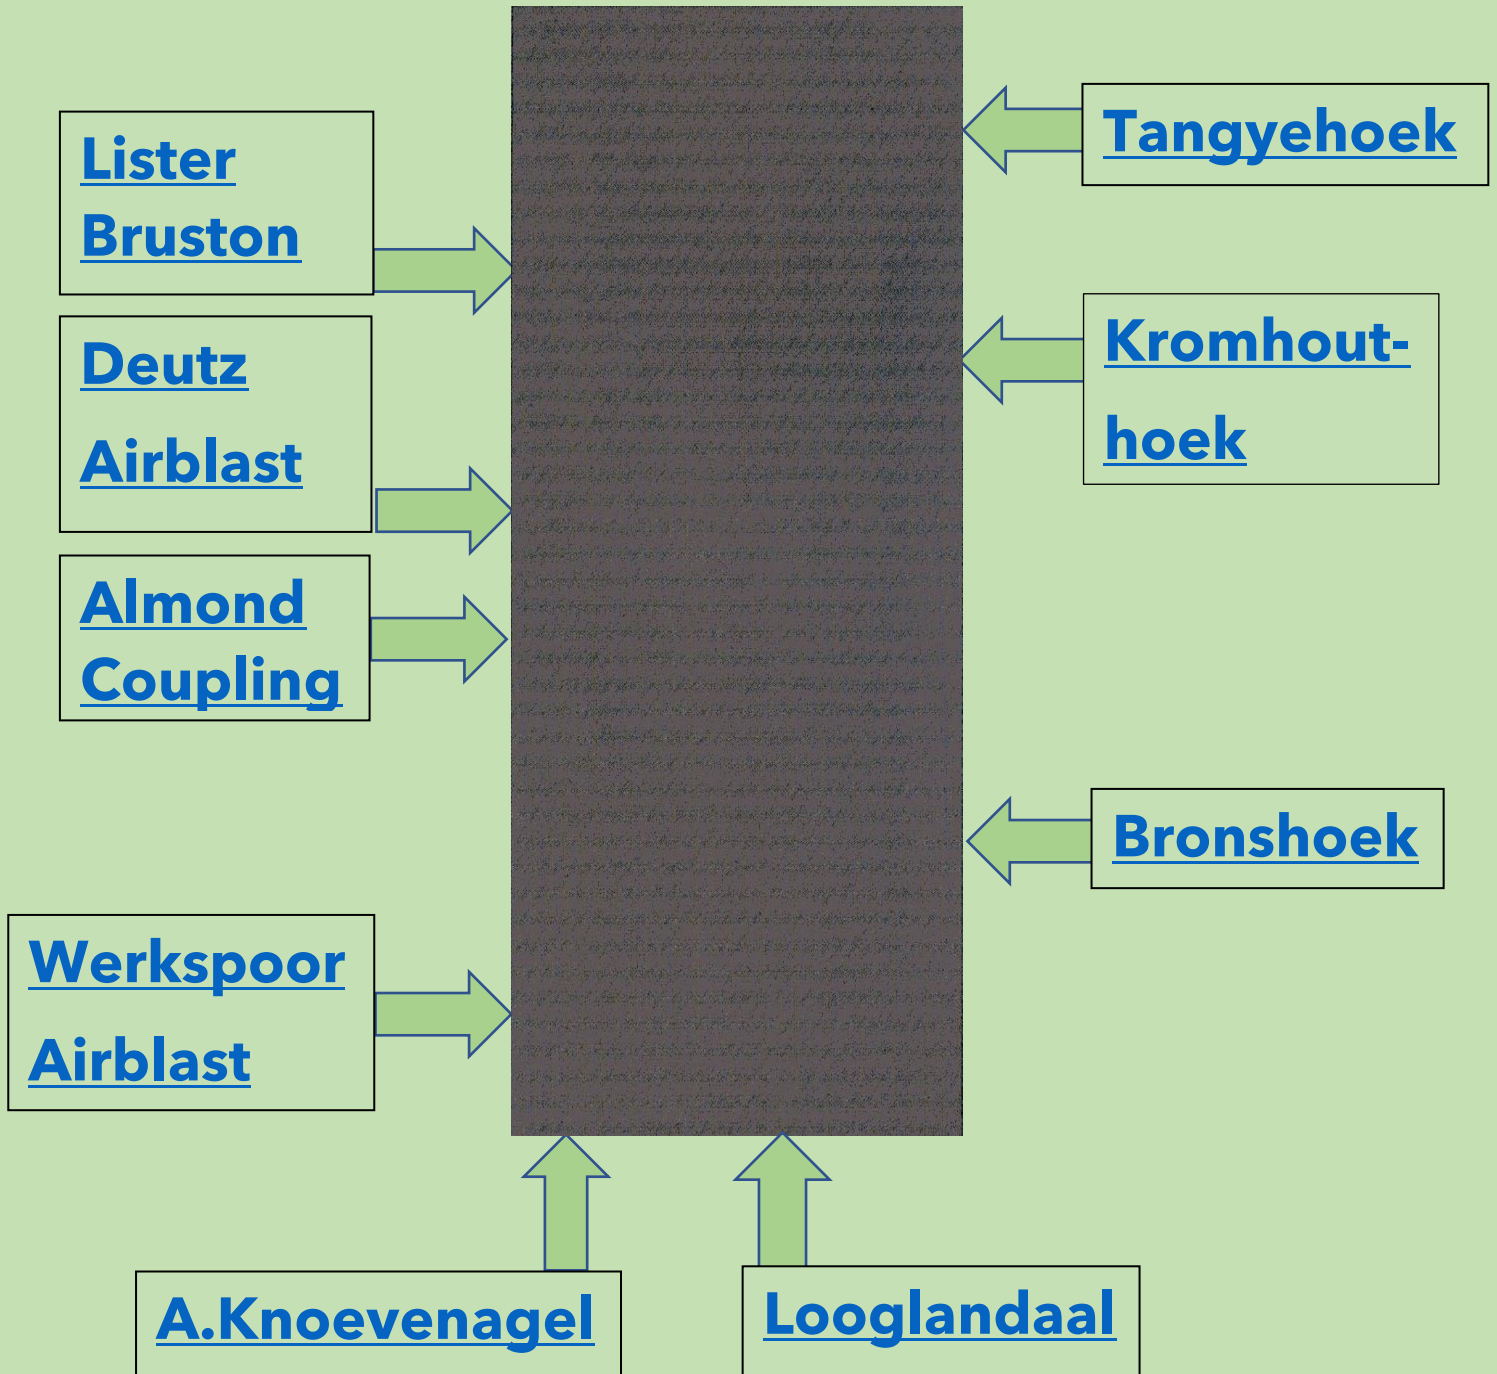 Lister
Bruston
Deutz
Airblast
Almond
Coupling
Werkspoor
Airblast
A.Knoevenagel
Looglandaal
Tangyehoek
Kromhout-
hoek
Bronshoek